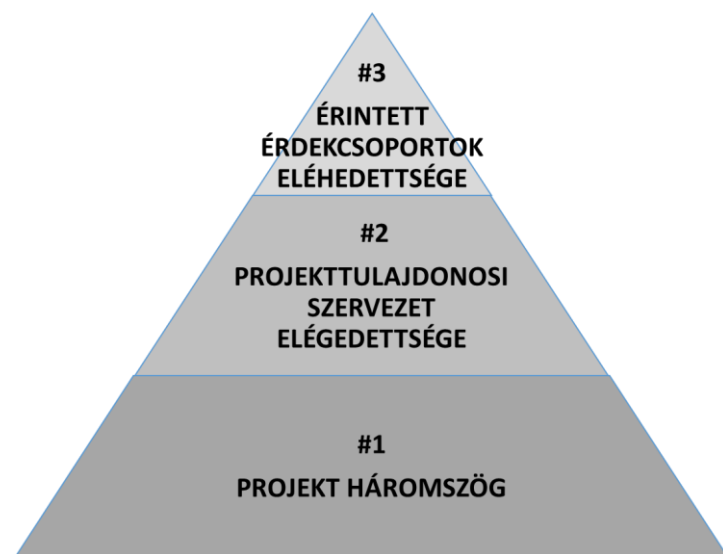 #3
ÉRINTETT
ÉRDEKCSOPORTOK
ELÉHEDETTSÉGE
#2
PROJEKTTULAJDONOSI
SZERVEZET
ELÉGEDETTSÉGE
#1
PROJEKT HÁROMSZÖG